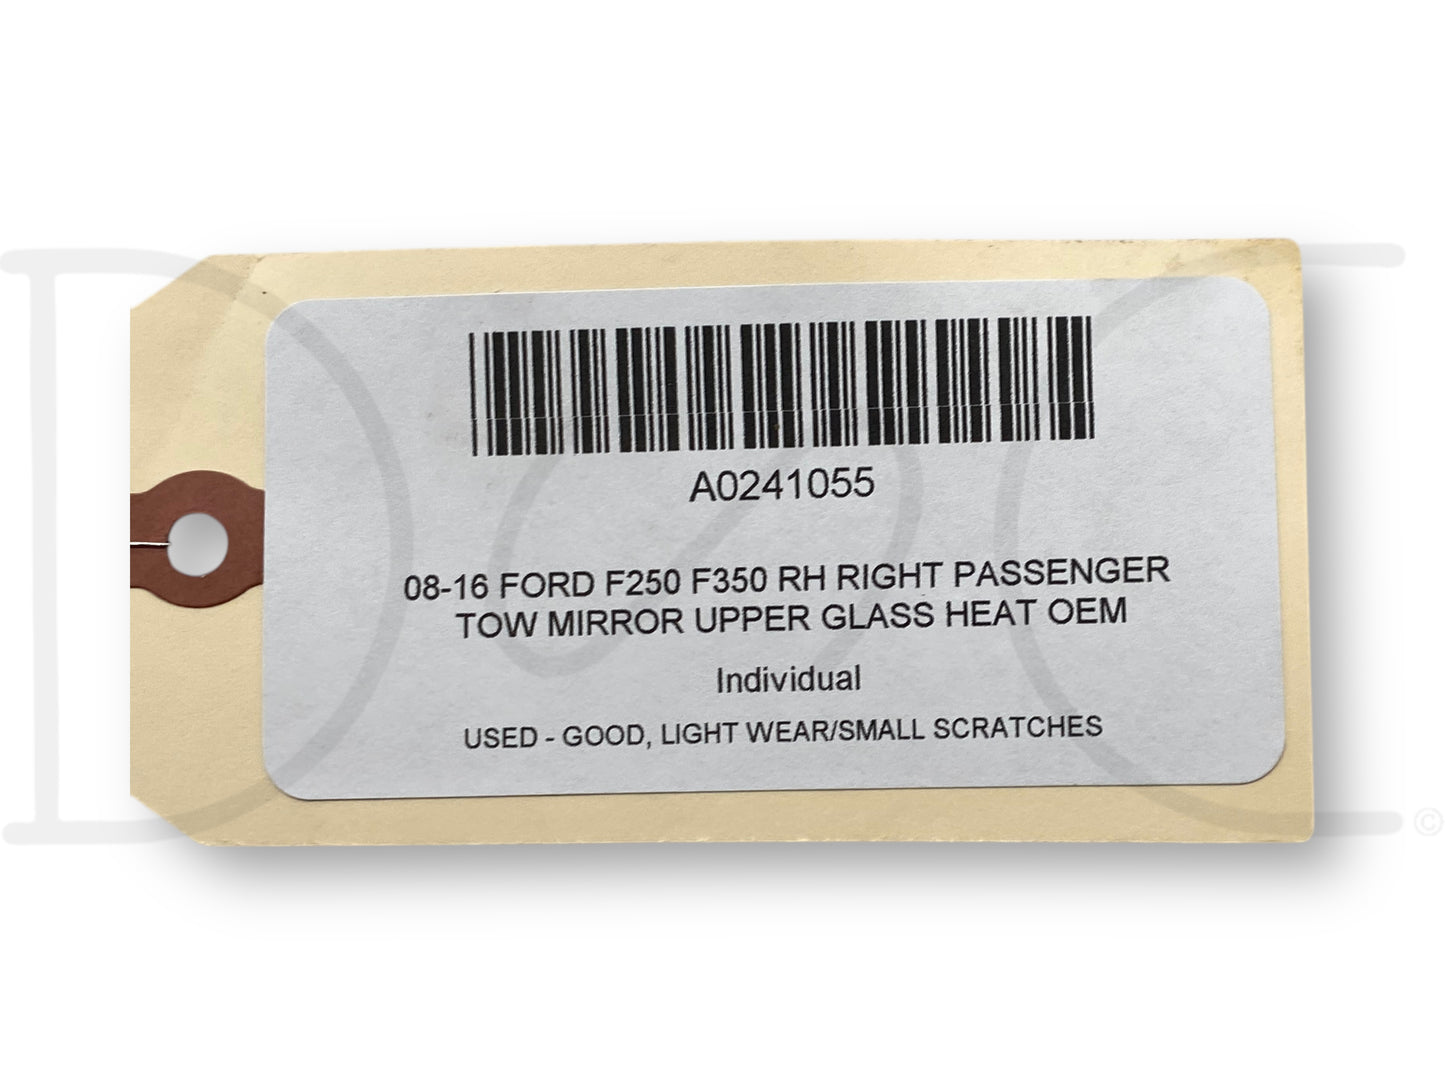 A0241055
08-16 FORD F250 F350 RH RIGHT PASSENGER
TOW MIRROR UPPER GLASS HEAT OEM
Individual
USED - GOOD, LIGHT WEAR/SMALL SCRATCHES
©